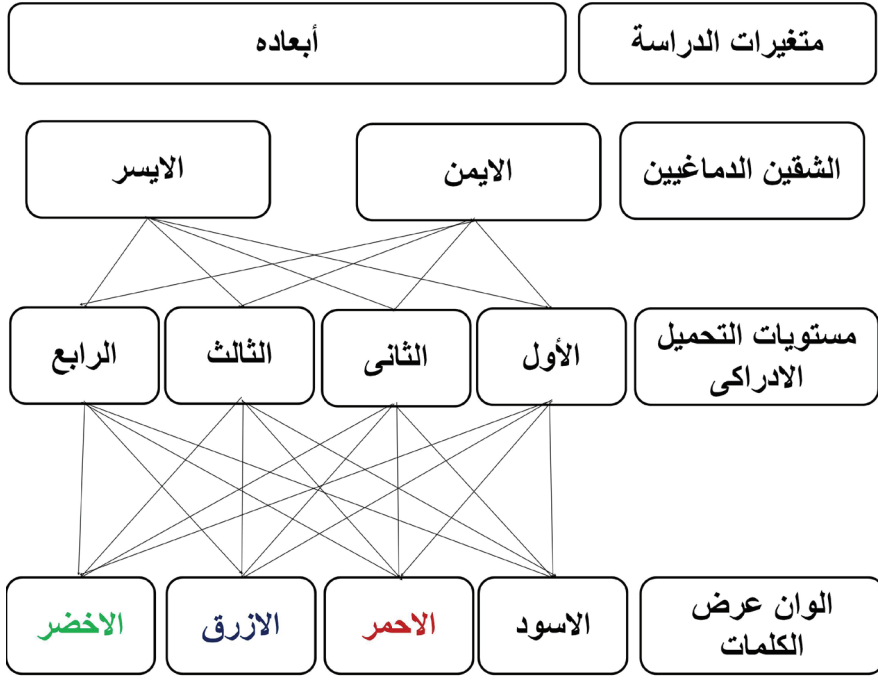 متغيرات الدراسة
أبعاده
الشقين الدماغيين
الايمن
الايسر
مستويات التحميل
الادراكى
الأول
الثانى
الثالث
الرابع
الوان عرض
الكلمات
الاسود
الاحمر
الازرق
الاخضر